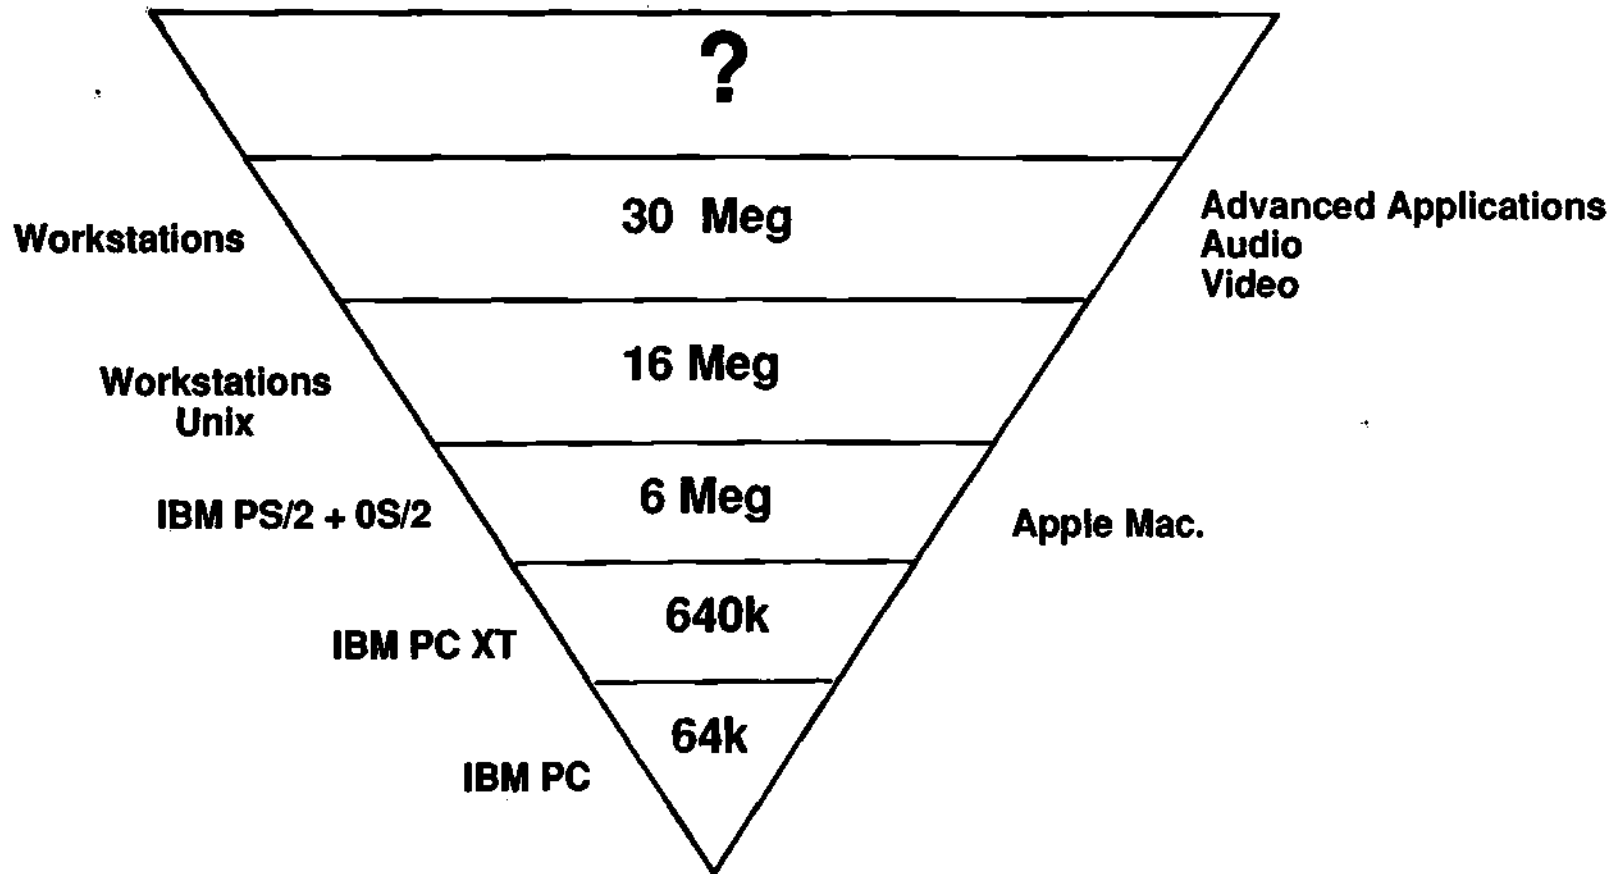 ?
30 Meg
Workstations
Advanced Applications
Audio
Video
16 Meg
Workstations
Unix
6 Meg
IBM PS/2 + 0S/2
Apple Mac.
640k
IBM PC XT
64k
IBM PC